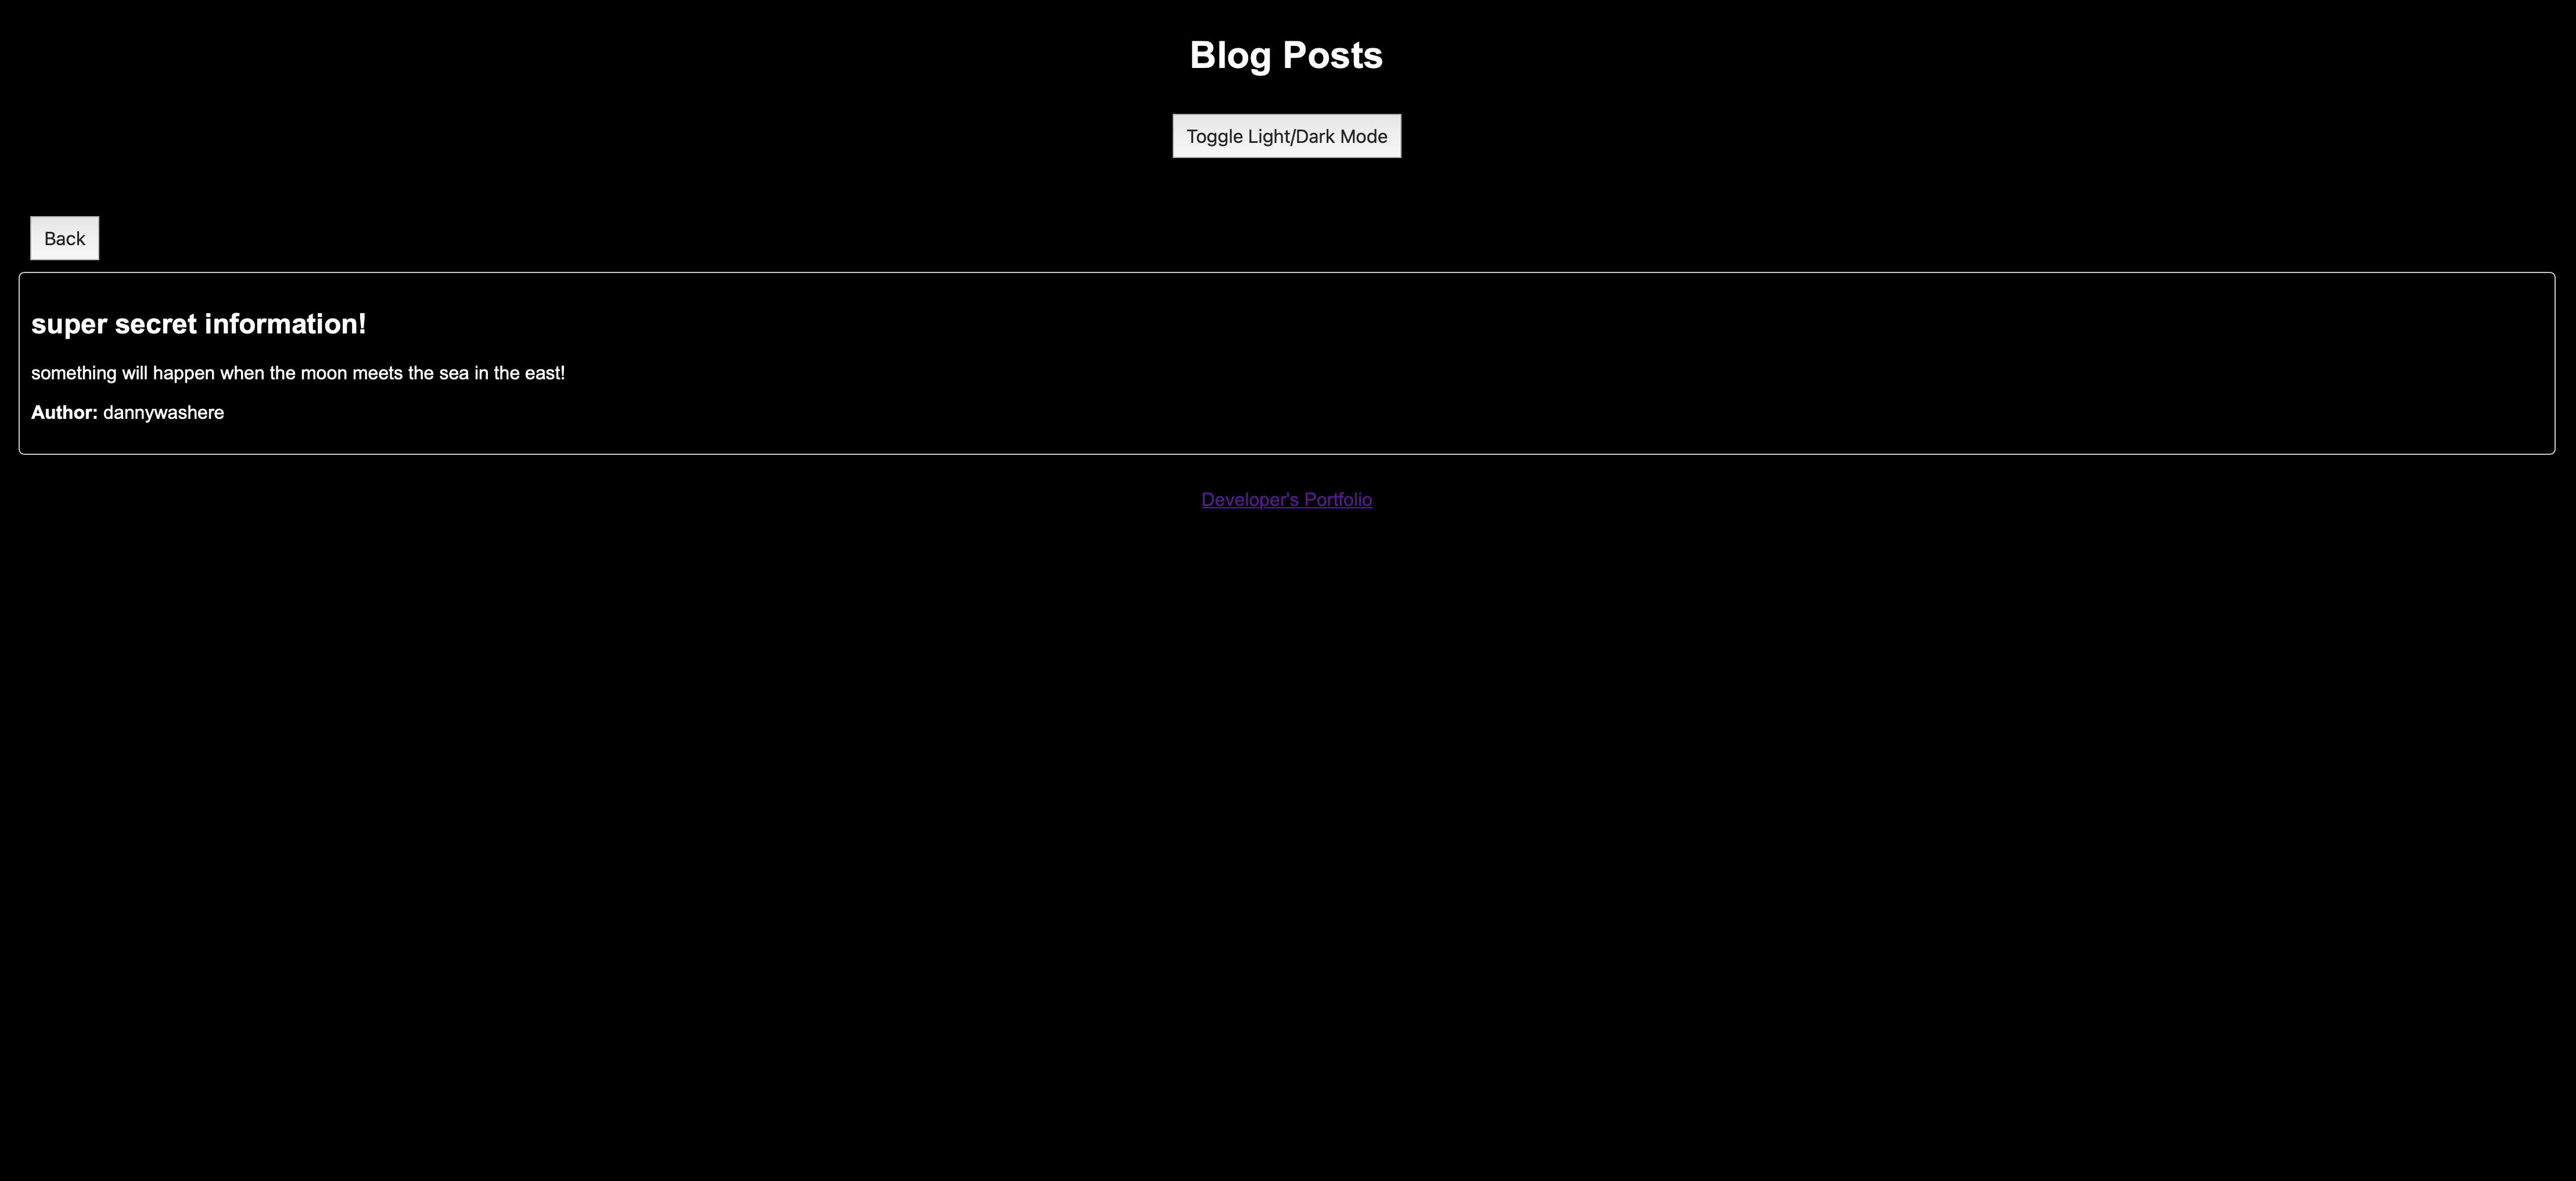 Blog Posts
Toggle Light/Dark Mode
Back
super secret information!
something will happen when the moon meets the sea in the east!
Author: dannywashere
Developer's Portfolio